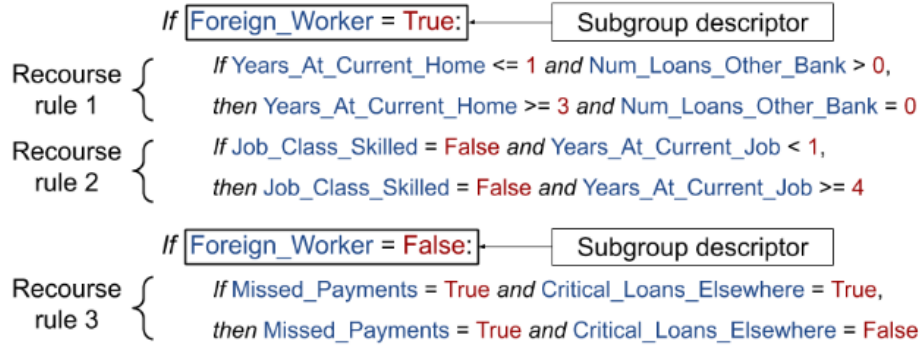 If Foreign_Worker = True: Subgroup descriptor
Recourse rule 1
If Years_At_Current_Home <= 1 and Num_Loans_Other_Bank > 0,
then Years_At_Current_Home >= 3 and Num_Loans_Other_Bank = 0
Recourse rule 2
If Job_Class_Skilled = False and Years_At_Current_Job < 1,
then Job_Class_Skilled = False and Years_At_Current_Job >= 4
If Foreign_Worker = False: Subgroup descriptor
Recourse rule 3
If Missed_Payments = True and Critical_Loans_Elsewhere = True,
then Missed_Payments = True and Critical_Loans_Elsewhere = False